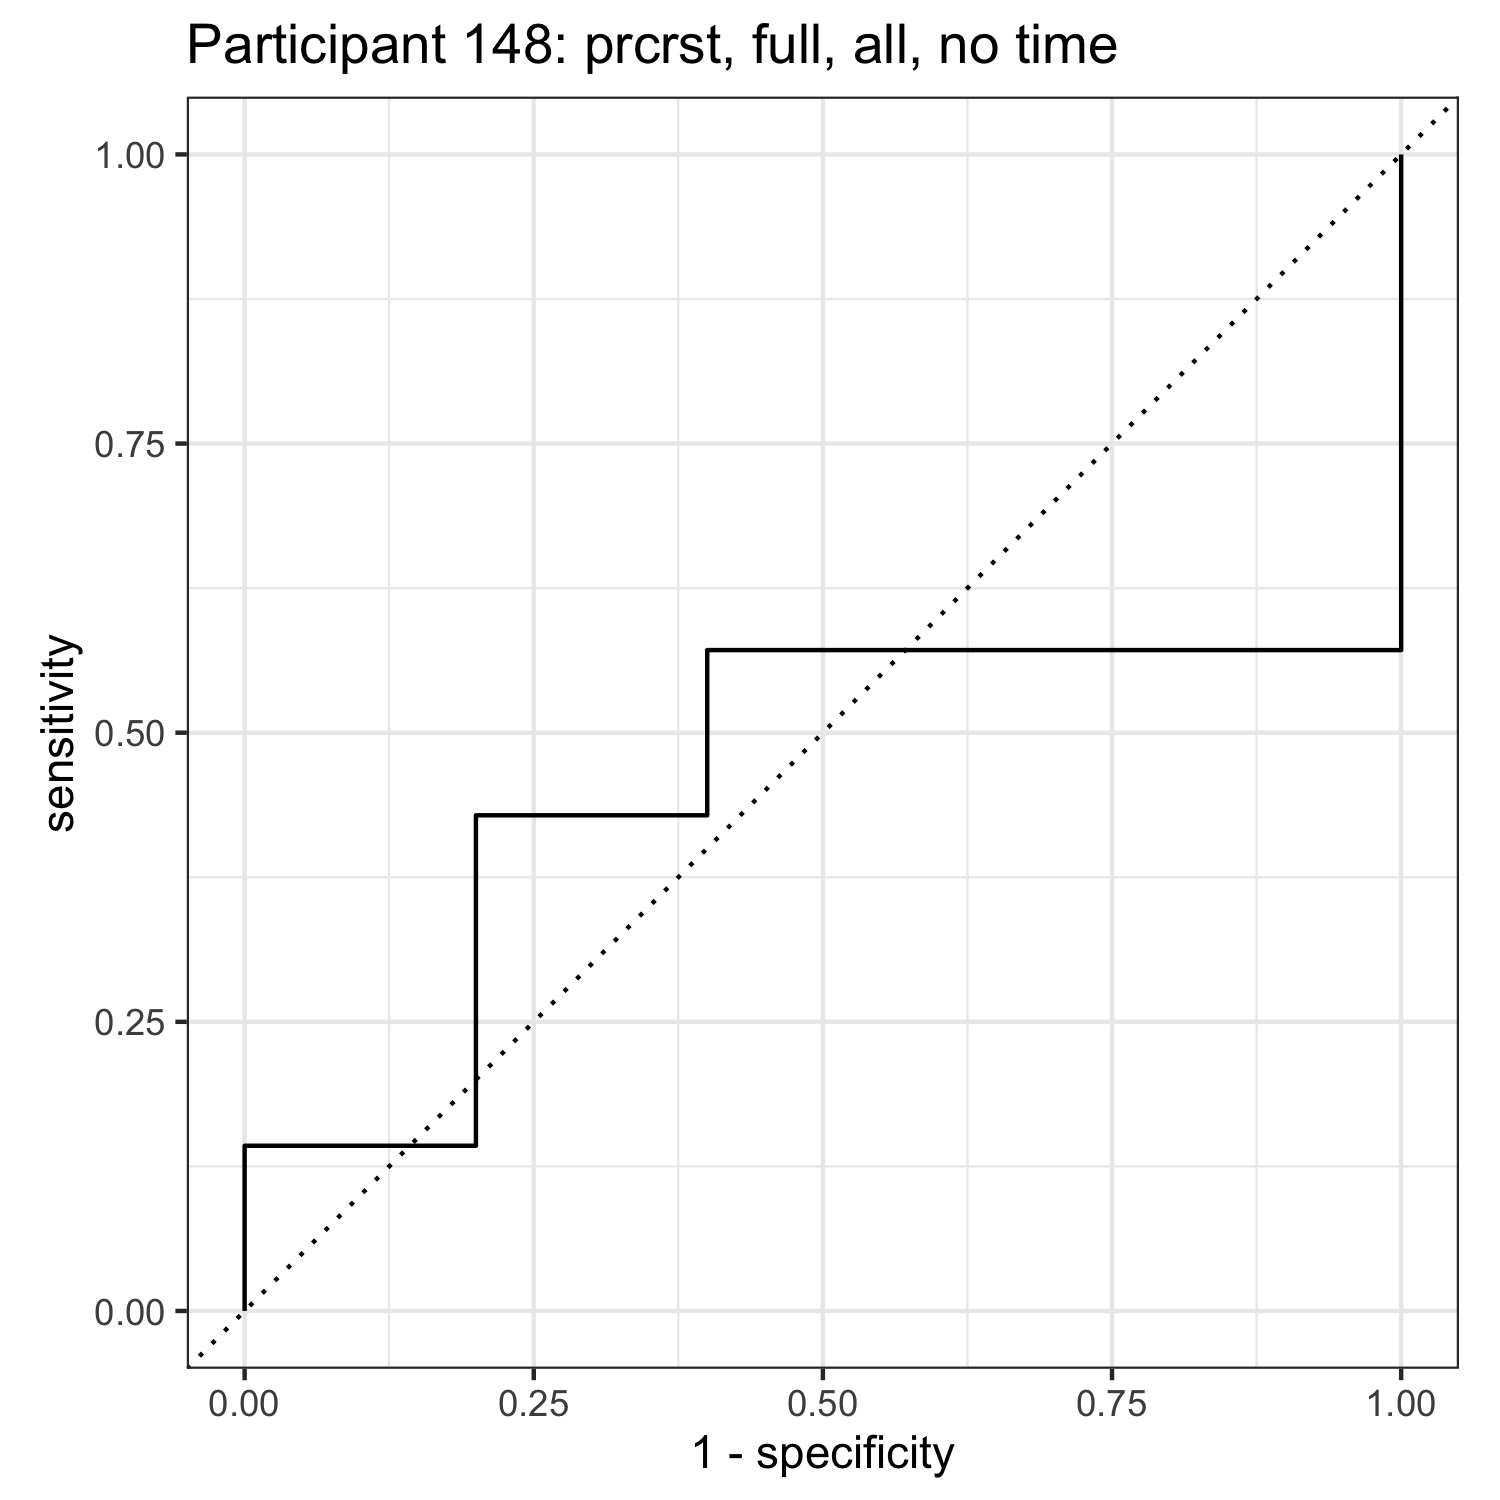 Participant 148: prcrst, full, all, no time
1.00
0.75
0.50
0.25
0.00
sensitivity
0.00 0.25 0.50 0.75 1.00
1 - specificity